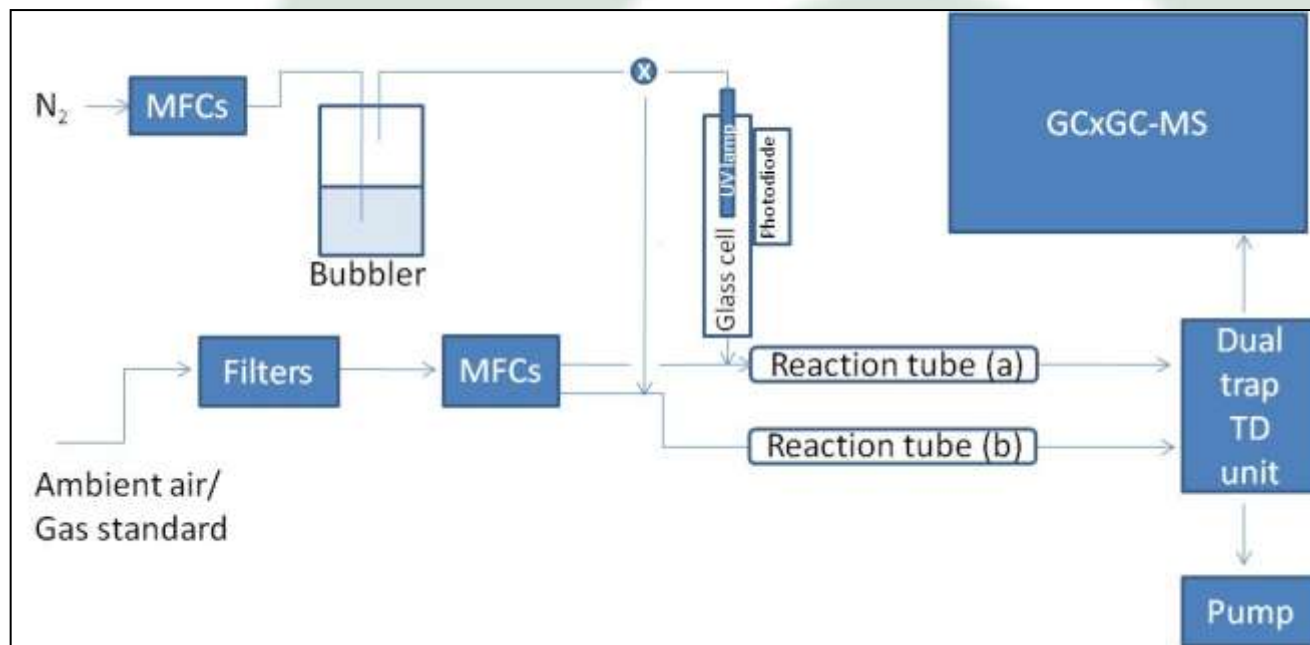 N2
MFCs
X
UV lamp
Photodiode
Glass cell
GCxGC-MS
Bubbler
Filters
MFCs
Reaction tube (a)
Reaction tube (b)
Dual
trap
TD
unit
Ambient air/
Gas standard
Pump